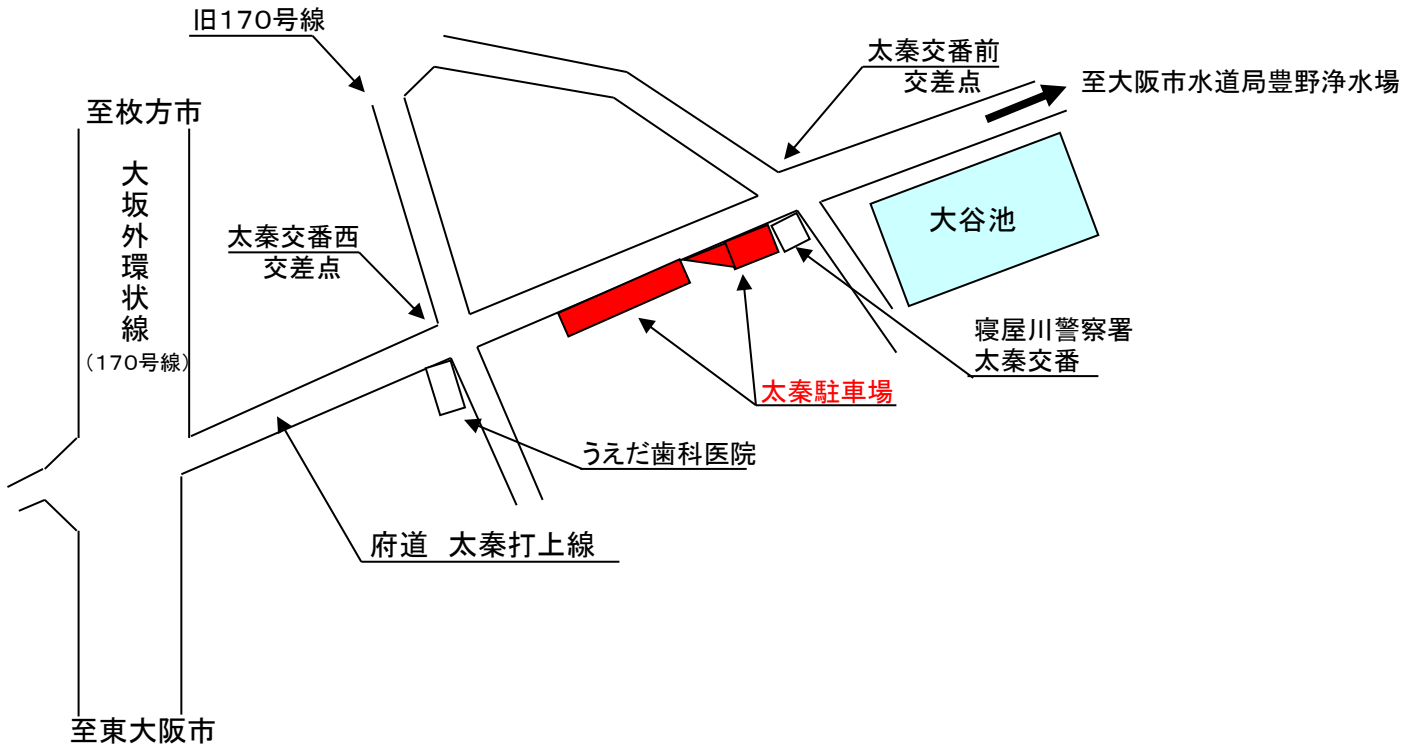 旧170号線
太秦交番前
交差点
至大阪市水道局豊野浄水場
至枚方市
大坂外環状線
(170号線)
大谷池
太秦交番西
交差点
寝屋川警察署
太秦交番
太秦駐車場
うえだ歯科医院
府道　太秦打上線
至東大阪市